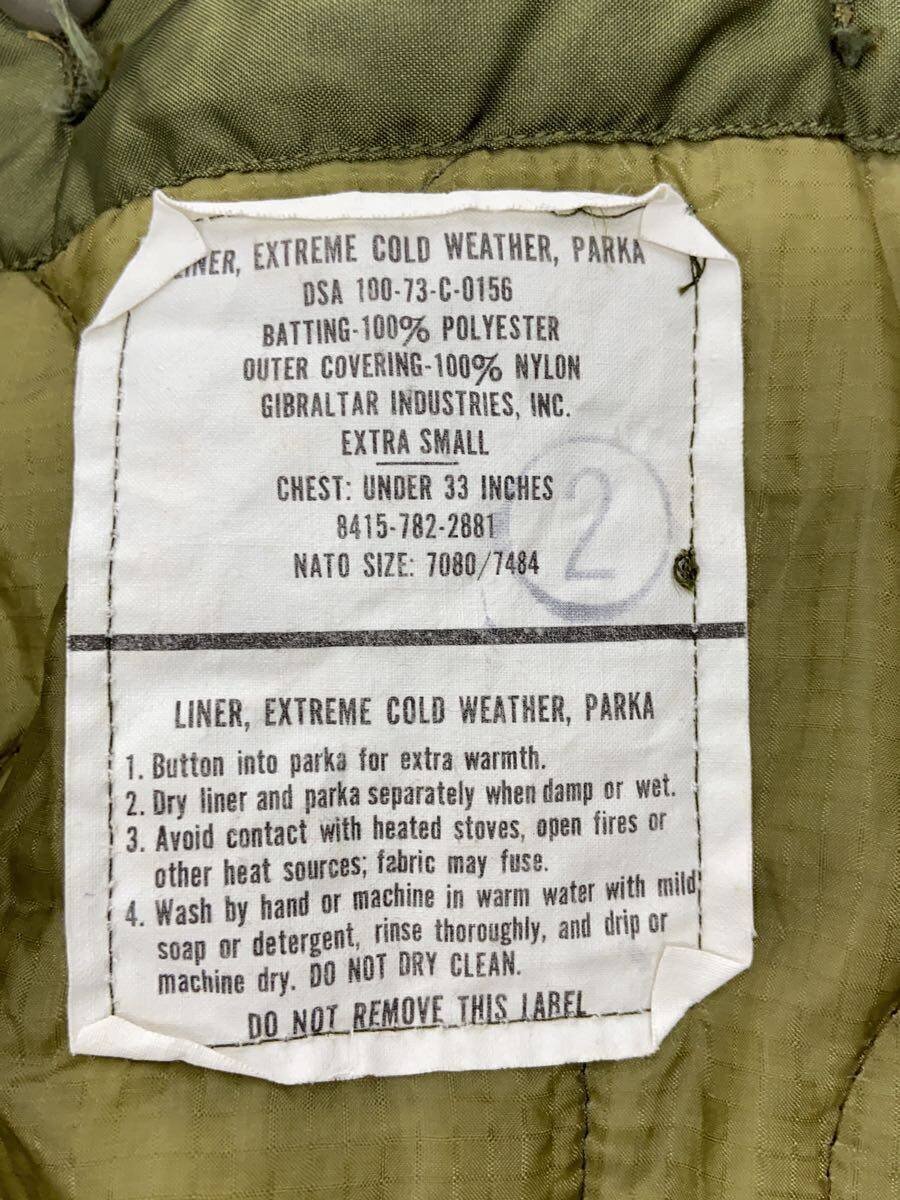 LINER, EXTREME COLD WEATHER, PARKA
DSA 100-73-C-0156
BATTING-100% POLYESTER
OUTER COVERING-100% NYLON
GIBRALTAR INDUSTRIES, INC.
EXTRA SMALL
CHEST: UNDER 33 INCHES
8415-782-2881
NATO SIZE: 7080/7484
2
LINER, EXTREME COLD WEATHER, PARKA
1. Button into parka for extra warmth.
2. Dry liner and parka separately when damp or wet.
3. Avoid contact with heated stoves, open fires or
other heat sources; fabric may fuse.
4. Wash by hand or machine in warm water with mild
soap or detergent, rinse thoroughly, and drip or
machine dry. DO NOT DRY CLEAN.
DO NOT REMOVE THIS LABEL